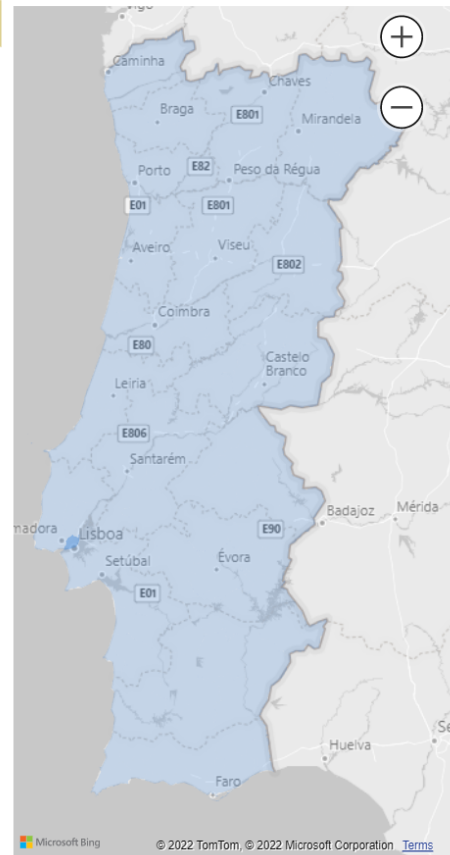 Vigo
Caminha
Chaves
Braga
E801
Mirandela
E82
Porto
Peso da Régua
E01
E801
Aveiro
Viseu
E802
Coimbra
E80
Castelo
Branco
Leiria
E806
Santarém
Badajoz
Mérida
madora
Lisboa
E90
Évora
Setúbal
E01
E
Se
Huelva
Faro
Microsoft Bing
© 2022 TomTom, © 2022 Microsoft Corporation Terms